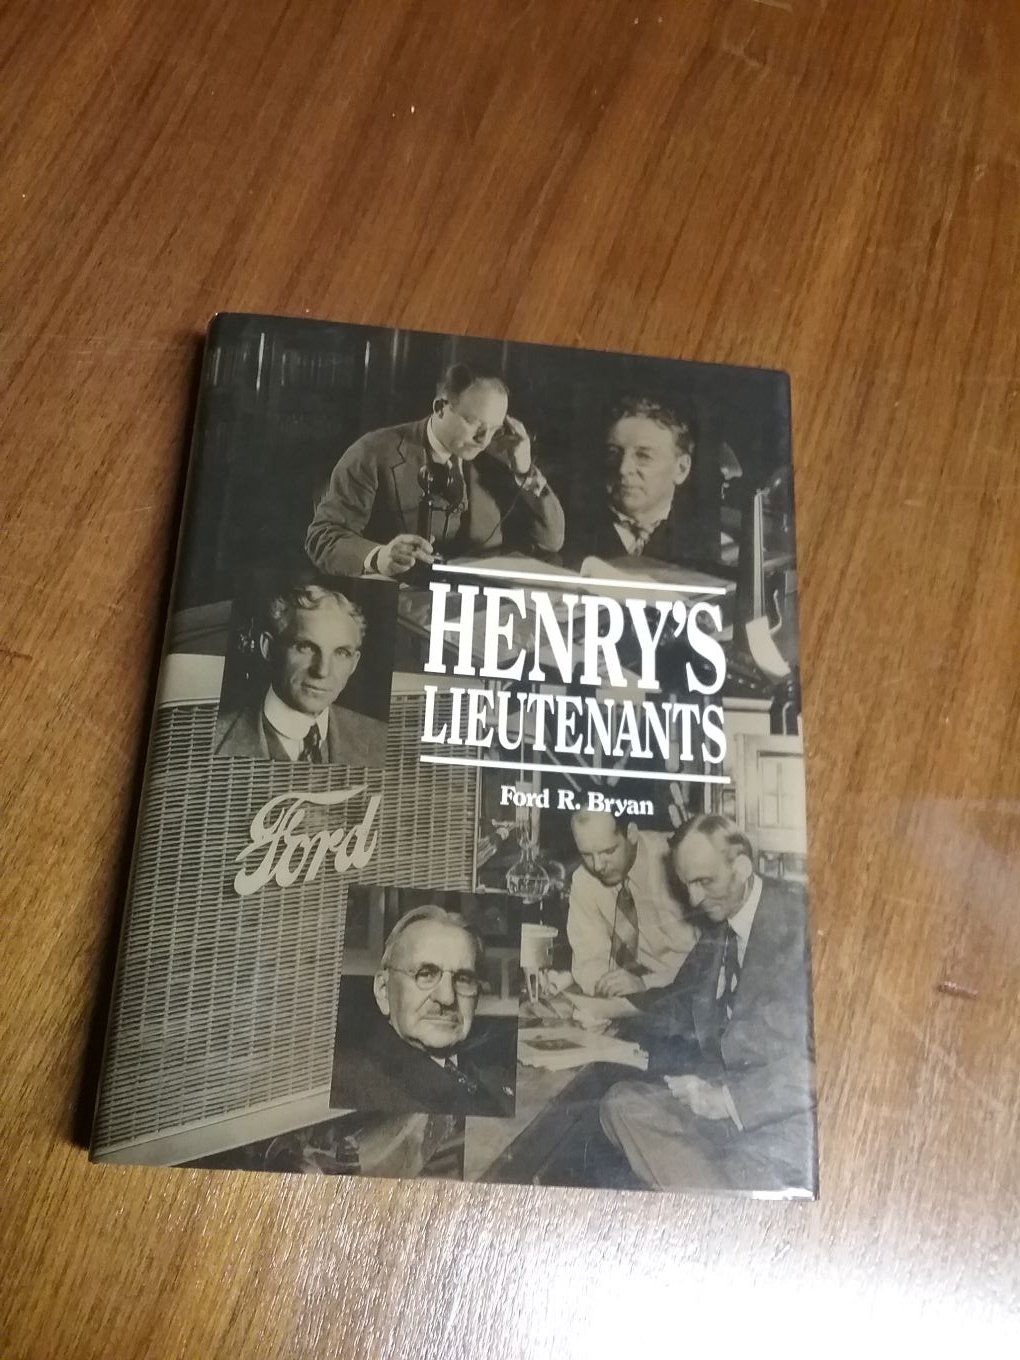 HENRY'S
LIEUTENANTS
Ford R. Bryan
Ford